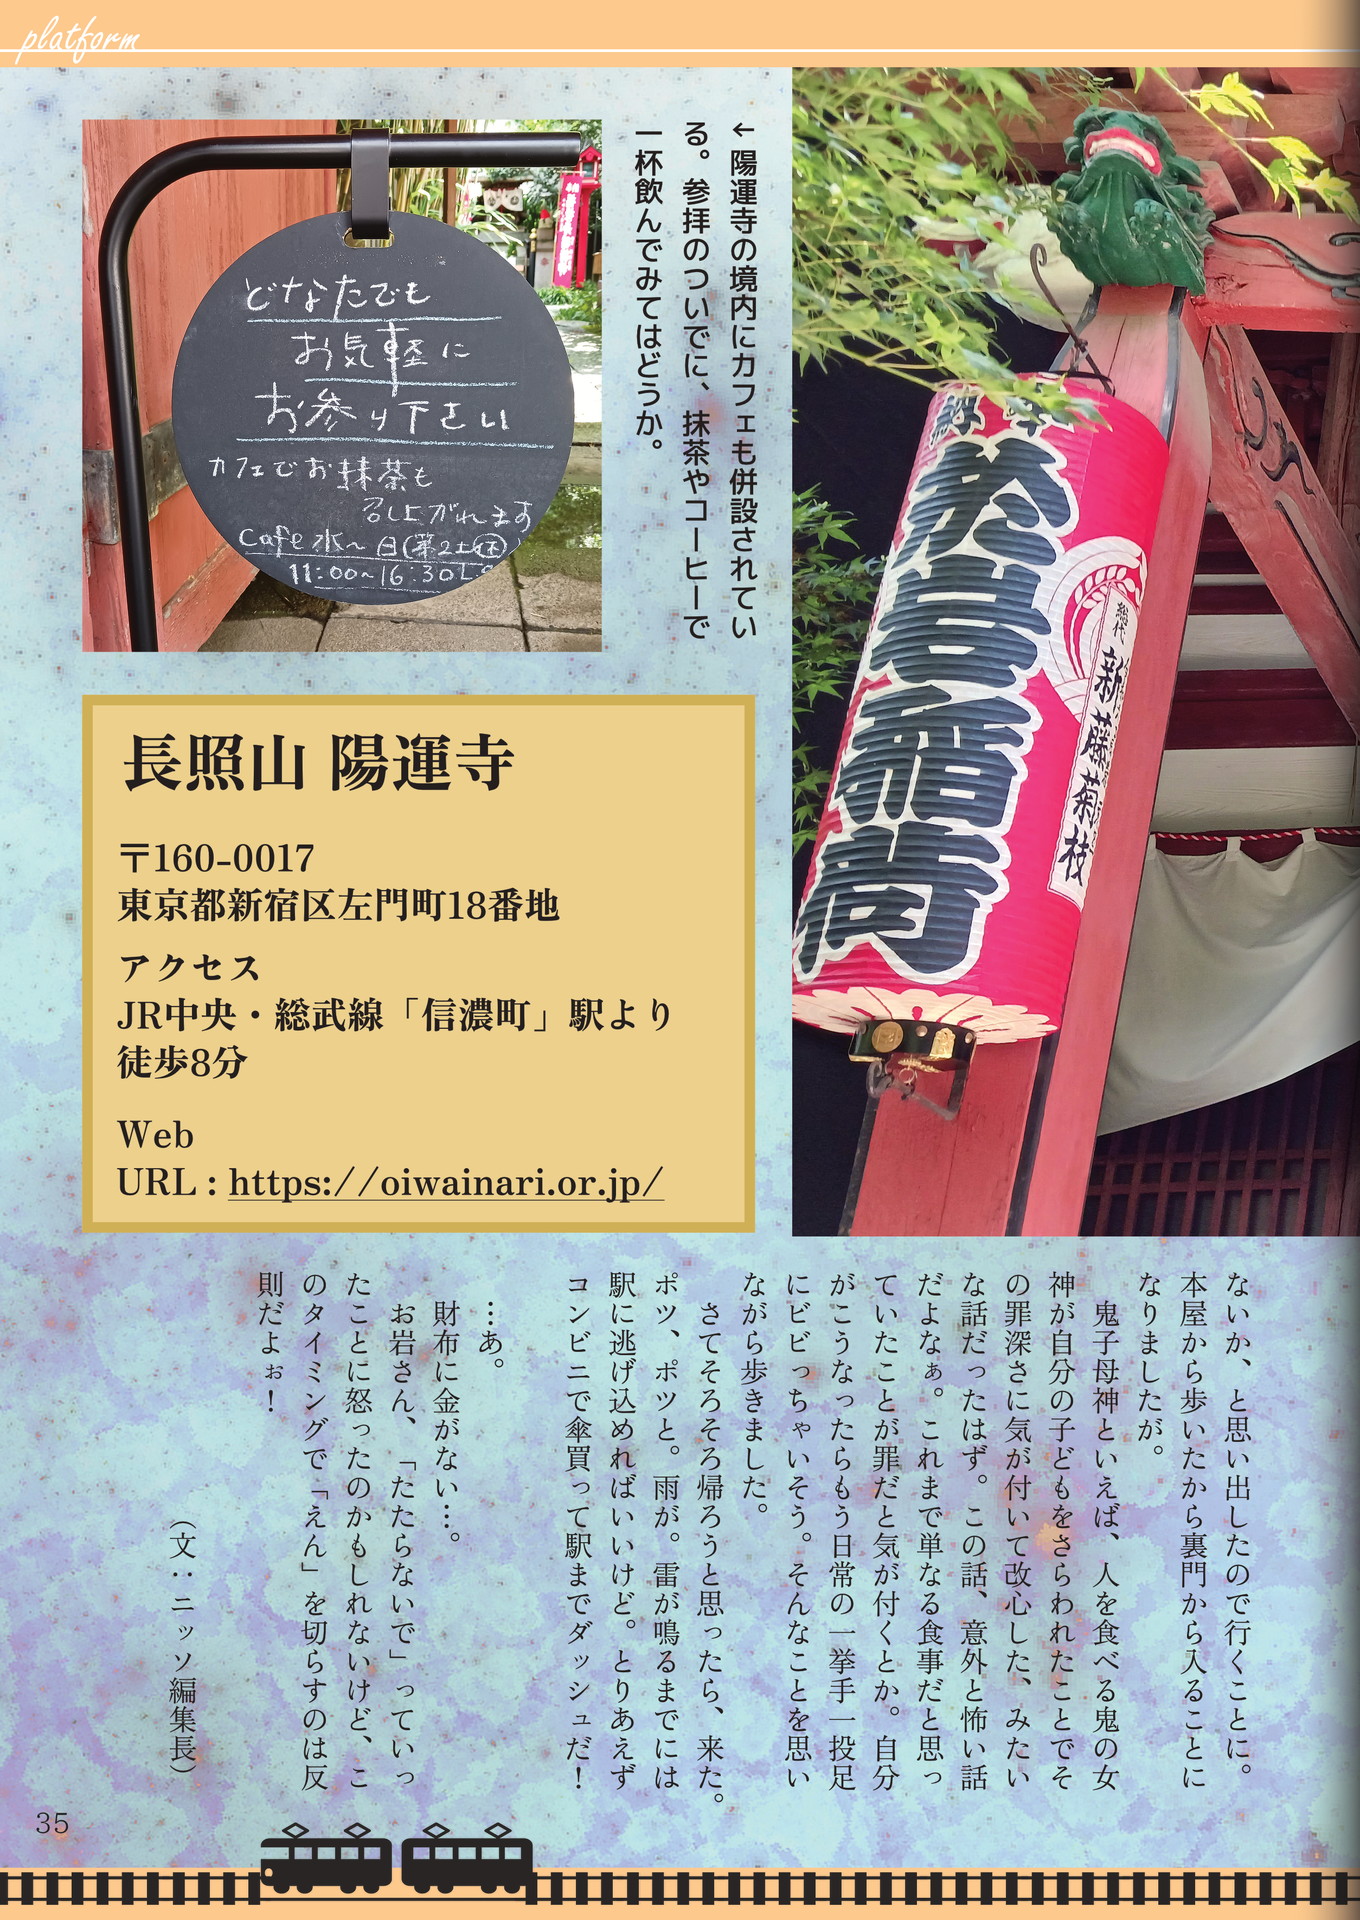 platform
←陽運寺の境内にカフェも併設されてい
る。参拝のついでに、抹茶やコーヒーで
一杯飲んでみてはどうか。
どなたでも
お気軽に
お参り下さい
カフェでお抹茶も
召し上がれます
Cafe 水〜日(第2土休)
11:00〜16:30L.O
於岩稲荷
総代 新藤菊枝
長照山 陽運寺
〒160-0017
東京都新宿区左門町18番地
アクセス
JR中央・総武線「信濃町」駅より
徒歩8分
Web
URL : https://oiwainari.or.jp/
ないか、と思い出したので行くことに。
本屋から歩いたから裏門から入ることに
なりましたが。
鬼子母神といえば、人を食べる鬼の女
神が自分の子どもをさらわれたことでそ
の罪深さに気が付いて改心した、みたい
な話だったはず。この話、意外と怖い話
だよなぁ。これまで単なる食事だと思っ
ていたことが罪だと気が付くとか。自分
がこうなったらもう日常の一挙手一投足
にビビっちゃいそう。そんなことを思い
ながら歩きました。
さてそろそろ帰ろうと思ったら、来た。
ポツ、ポツと。雨が。雷が鳴るまでには
駅に逃げ込めればいいけど。とりあえず
コンビニで傘買って駅までダッシュだ！
…あ。
財布に金がない…。
お岩さん、「たたらないで」っていっ
たことに怒ったのかもしれないけど、こ
のタイミングで「えん」を切らすのは反
則だよぉ！
（文：ニッソ編集長）
35